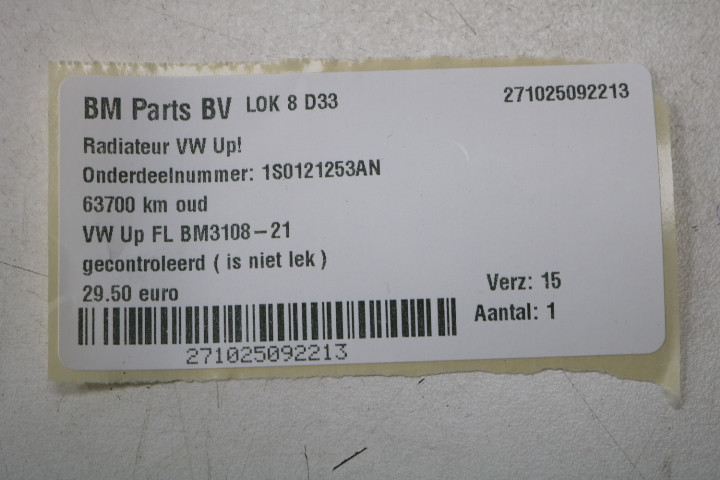 BM Parts BV LOK 8 D33 271025092213
Radiateur VW Up!
Onderdeelnummer: 1S0121253AN
63700 km oud
VW Up FL BM3108-21
gecontroleerd ( is niet lek )
29.50 euro Verz: 15
Aantal: 1
271025092213